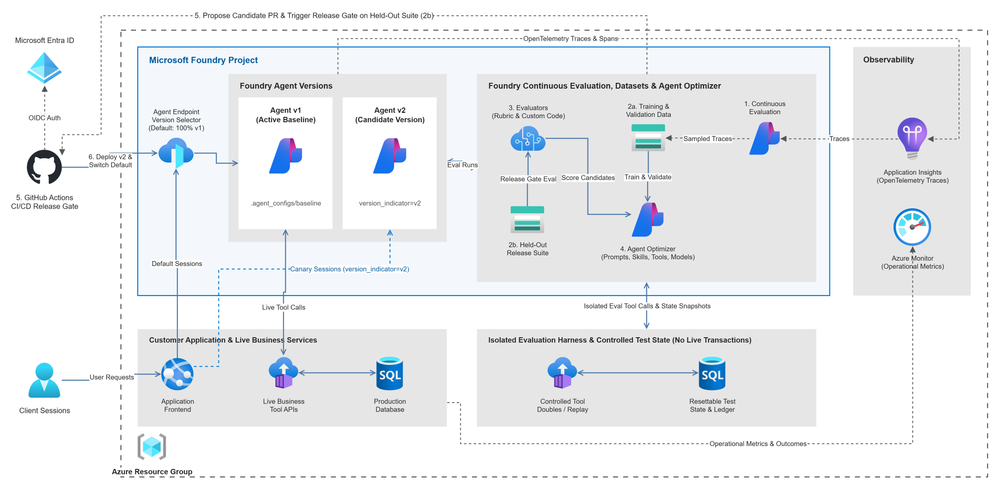 5. Propose Candidate PR & Trigger Release Gate on Held-Out Suite (2b)
Microsoft Entra ID
OpenTelemetry Traces & Spans
Microsoft Foundry Project
Observability
Foundry Agent Versions
Foundry Continuous Evaluation, Datasets & Agent Optimizer
Agent Endpoint
Version Selector
(Default: 100% v1)
Agent v1
(Active Baseline)
Agent v2
(Candidate Version)
3. Evaluators
(Rubric & Custom Code)
2a. Training &
Validation Data
1. Continuous
Evaluation
OIDC Auth
Sampled Traces
Traces
6. Deploy v2 &
Switch Default
Eval Runs
Release Gate Eval
Score Candidates
Train & Validate
Application Insights
(OpenTelemetry Traces)
5. GitHub Actions
CI/CD Release Gate
.agent_configs/baseline
version_indicator=v2
2b. Held-Out
Release Suite
4. Agent Optimizer
(Prompts, Skills, Tools, Models)
Azure Monitor
(Operational Metrics)
Default Sessions
Canary Sessions (version_indicator=v2)
Live Tool Calls
Isolated Eval Tool Calls & State Snapshots
Customer Application & Live Business Services
Isolated Evaluation Harness & Controlled Test State (No Live Transactions)
User Requests
SQL
SQL
Client Sessions
Application
Frontend
Live Business
Tool APIs
Production
Database
Controlled Tool
Doubles / Replay
Resettable Test
State & Ledger
Operational Metrics & Outcomes
Azure Resource Group